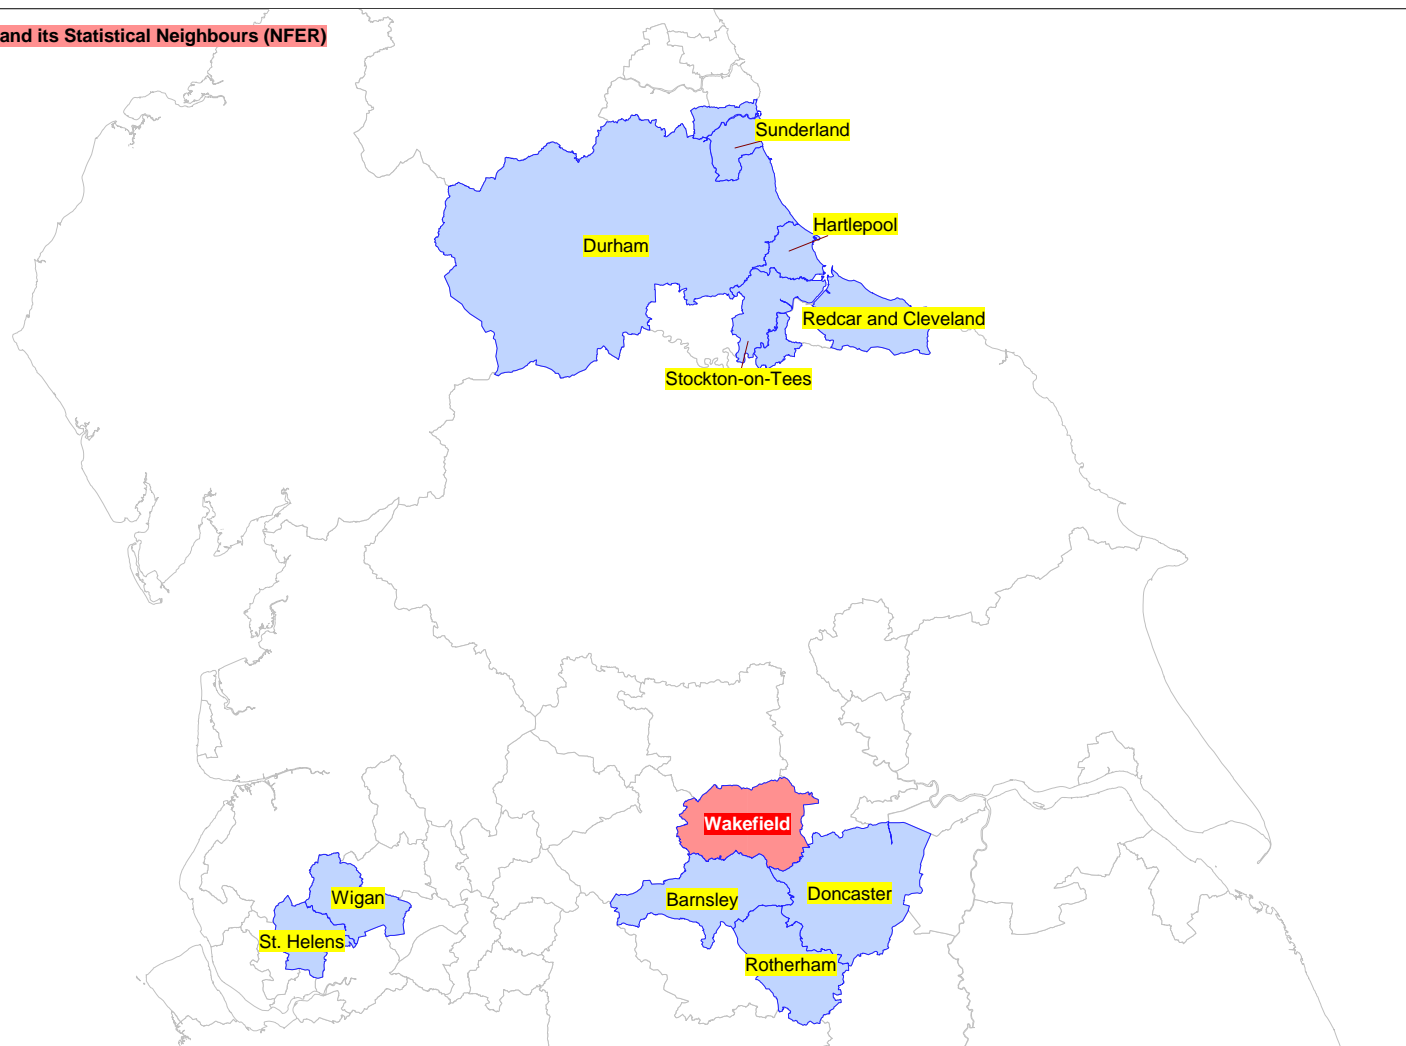 and its Statistical Neighbours (NFER)
Sunderland
Hartlepool
Durham
Redcar and Cleveland
Stockton-on-Tees
Wakefield
Wigan
Barnsley
Doncaster
St. Helens
Rotherham